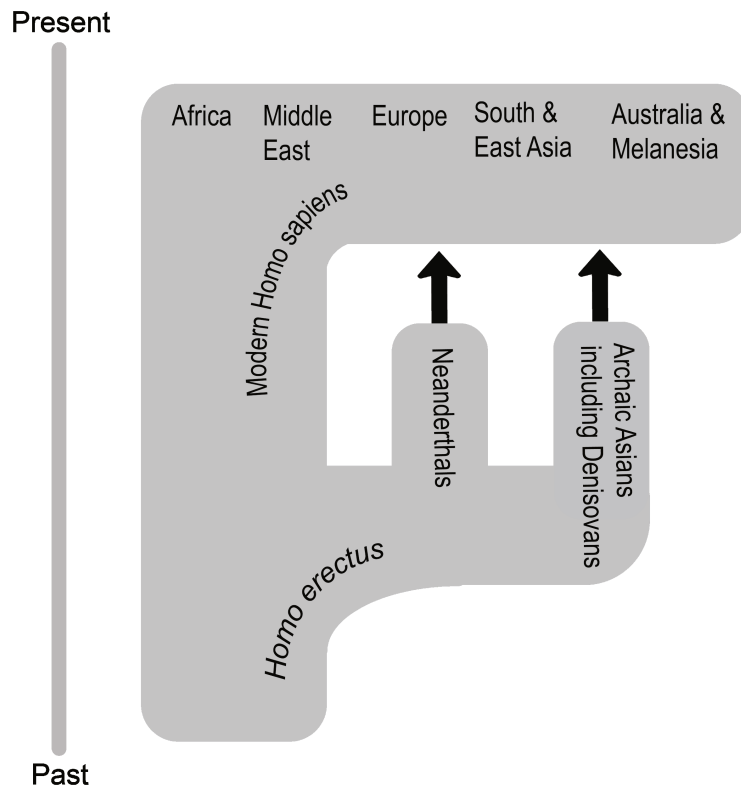 Present
Africa
Middle
East
Europe
South &
East Asia
Australia &
Melanesia
Modern Homo sapiens
Neanderthals
Archaic Asians
including Denisovans
Homo erectus
Past